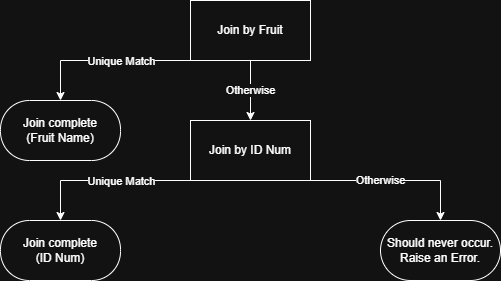 Join by Fruit
Unique Match
Otherwise
Join complete
(Fruit Name)
Join by ID Num
Unique Match
Otherwise
Join complete
(ID Num)
Should never occur.
Raise an Error.